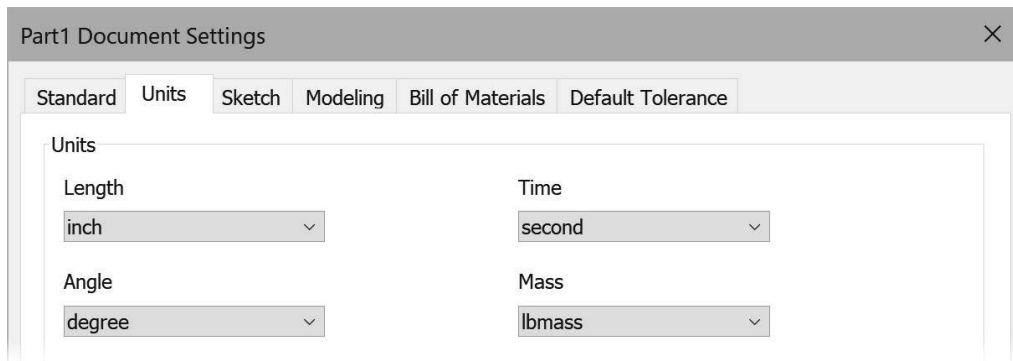 Part1 Document Settings
Standard Units Sketch Modeling Bill of Materials Default Tolerance
Units
Length Time
inch second
Angle Mass
degree lbmass